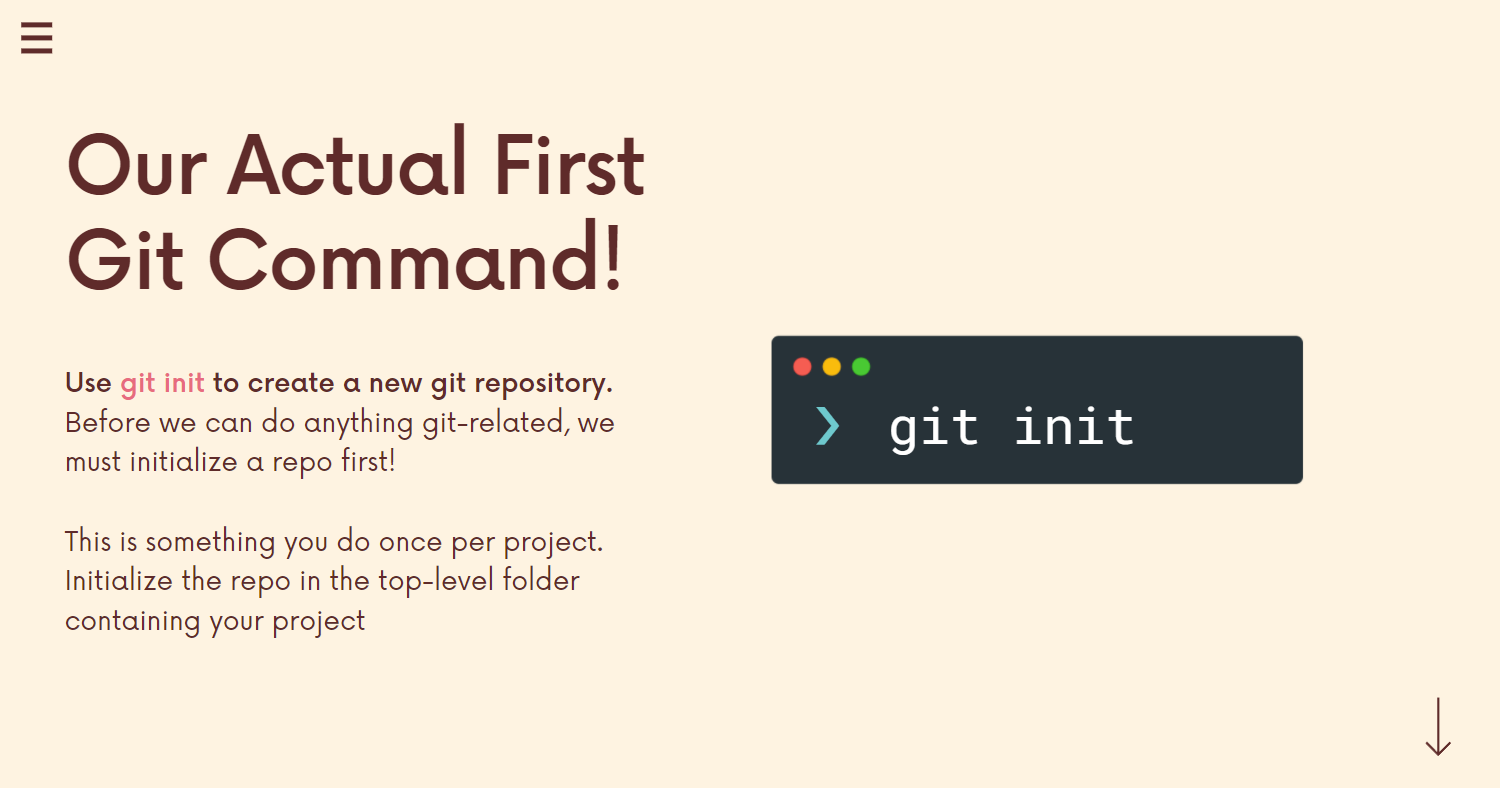 Our Actual First
Git Command!
Use git init to create a new git repository.
Before we can do anything git-related, we
must initialize a repo first!
This is something you do once per project.
Initialize the repo in the top-level folder
containing your project
❯ git init